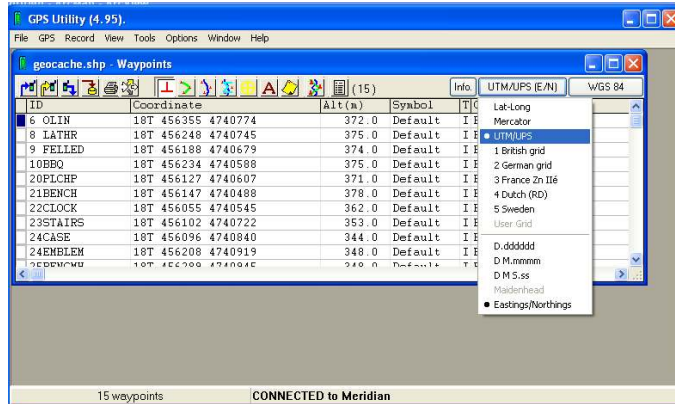 GPS Utility (4.95).
File GPS Record View Tools Options Window Help
geocache.shp - Waypoints
(15) Info. UTM/UPS (E/N) WGS 84
ID Coordinate Alt(m) Symbol T
6 OLIN 18T 456355 4740774 372.0 Default I
8 LATHR 18T 456248 4740745 375.0 Default I
9 FELLED 18T 456188 4740679 374.0 Default I
10BBQ 18T 456234 4740588 375.0 Default I
20PLCHP 18T 456127 4740607 371.0 Default I
21BENCH 18T 456147 4740488 378.0 Default I
22CLOCK 18T 456055 4740545 362.0 Default I
23STAIRS 18T 456102 4740722 353.0 Default I
24CASE 18T 456096 4740840 344.0 Default I
24EMBLEM 18T 456208 4740919 348.0 Default I
Lat-Long
Mercator
UTM/UPS
1 British grid
2 German grid
3 France Zn IIé
4 Dutch (RD)
5 Sweden
User Grid
D.dddddd
D M.mmmm
D M S.ss
Maidenhead
Eastings/Northings
15 waypoints CONNECTED to Meridian